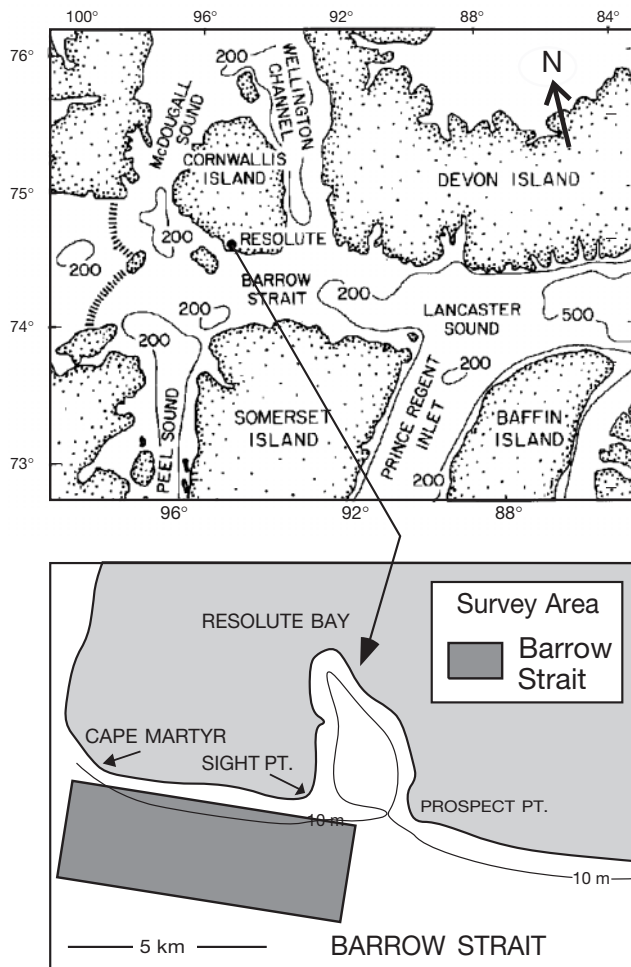 100° 96° 92° 88° 84°
76°
200
WELLINGTON
CHANNEL
N
McDOUGALL
SOUND
CORNWALLIS
ISLAND
DEVON ISLAND
75°
200
RESOLUTE
200
BARROW
STRAIT
200
LANCASTER
SOUND
500
74°
200
200
200
SOMERSET
ISLAND
PRINCE REGENT
INLET
BAFFIN
ISLAND
PEEL SOUND
73°
200
96° 92° 88°
RESOLUTE BAY
Survey Area
Barrow
Strait
CAPE MARTYR
SIGHT PT.
PROSPECT PT.
10 m
10 m
5 km
BARROW STRAIT